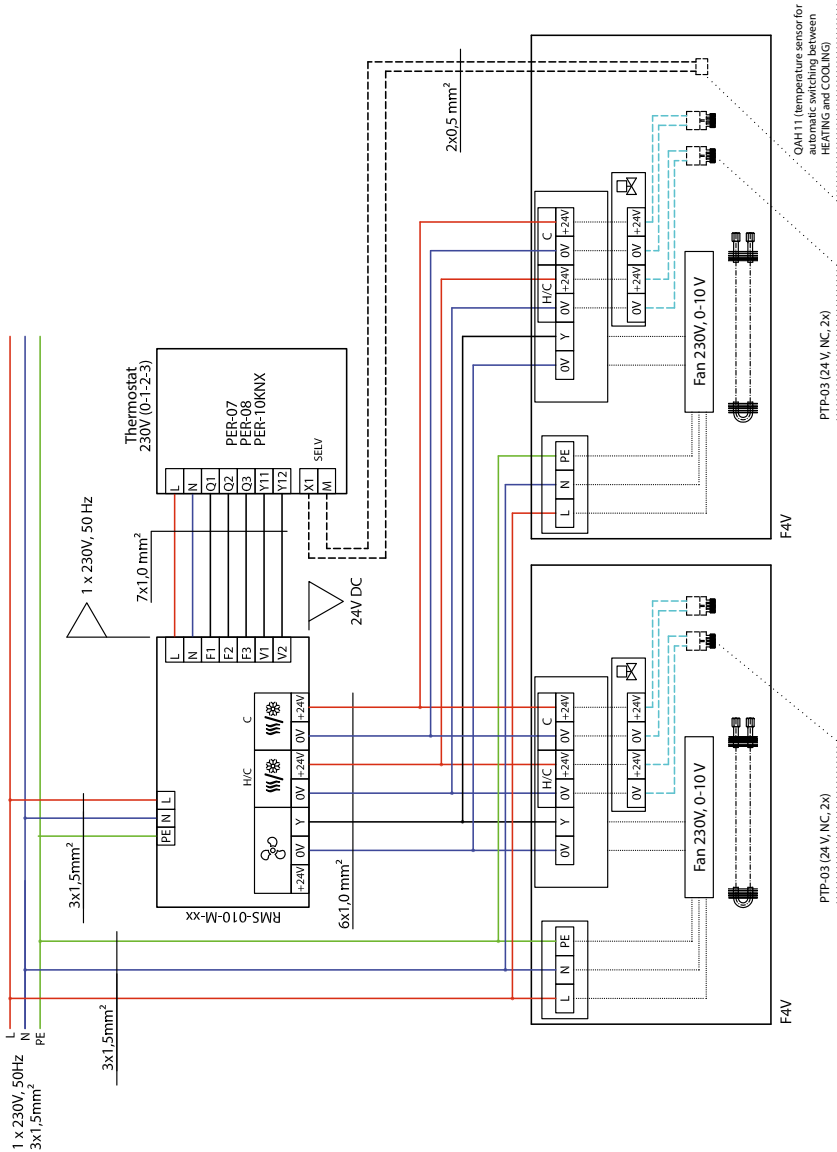 1 x 230V, 50Hz
3x1,5mm²
L
N
PE
3x1,5mm²
3x1,5mm²
1 x 230V, 50 Hz
RMS-010-M-xx
PE
N
L
L
N
F1
F2
F3
V1
V2
H/C
C
+24V
0V
Y
0V
+24V
0V
+24V
24V DC
6x1,0 mm²
7x1,0 mm²
Thermostat
230V (0-1-2-3)
PER-07
PER-08
PER-10KNX
L
N
Q1
Q2
Q3
Y11
Y12
X1
M
SELV
2x0,5 mm²
L
N
PE
H/C
C
0V
Y
0V
+24V
0V
+24V
0V
+24V
0V
+24V
Fan 230V, 0-10 V
F4V
PTP-03 (24 V, NC, 2x)
L
N
PE
H/C
C
0V
Y
0V
+24V
0V
+24V
0V
+24V
0V
+24V
Fan 230V, 0-10 V
F4V
PTP-03 (24 V, NC, 2x)
QAH11 (temperature sensor for
automatic switching between
HEATING and COOLING)